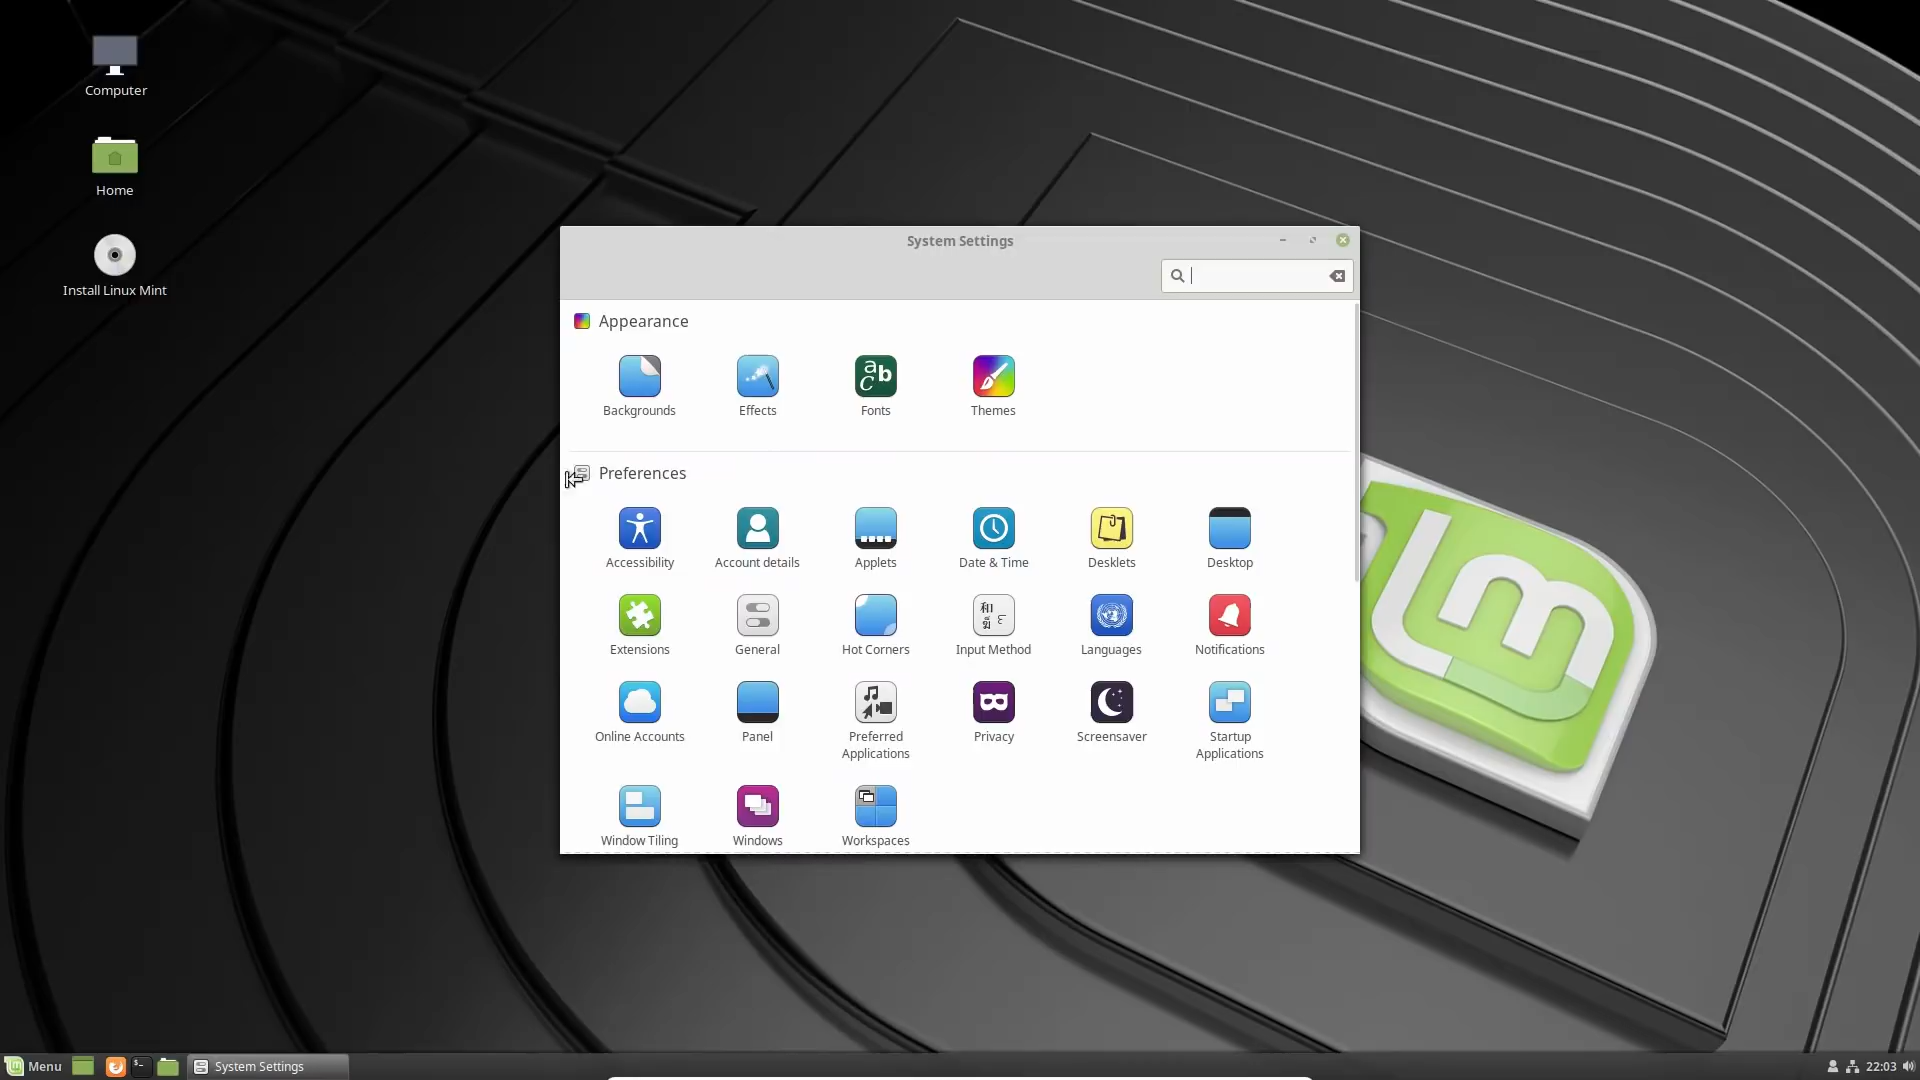 Computer
Home
Install Linux Mint
System Settings
Appearance
Backgrounds
Effects
Fonts
Themes
Preferences
Accessibility
Account details
Applets
Date & Time
Desklets
Desktop
Extensions
General
Hot Corners
Input Method
Languages
Notifications
Online Accounts
Panel
Preferred
Applications
Privacy
Screensaver
Startup
Applications
Window Tiling
Windows
Workspaces
Menu
System Settings
22:03